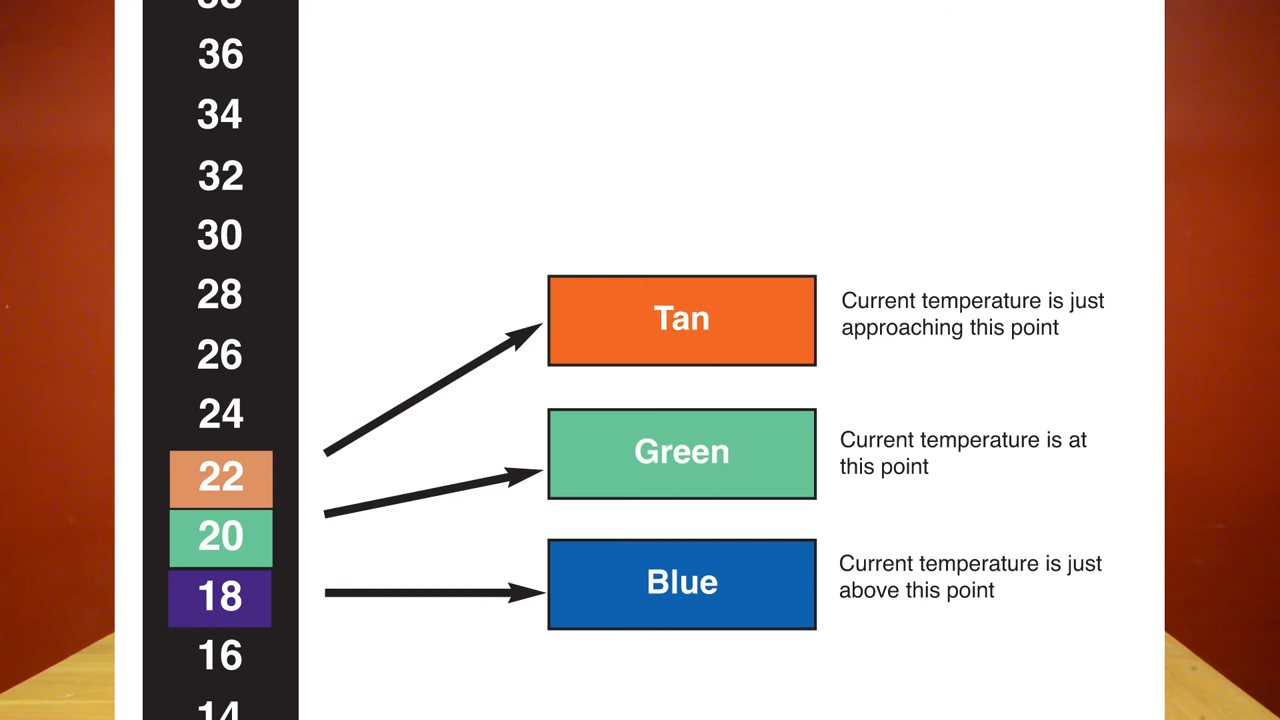 36
34
32
30
28
26
24
22
20
18
16
14
Tan
Current temperature is just
approaching this point
Green
Current temperature is at
this point
Blue
Current temperature is just
above this point